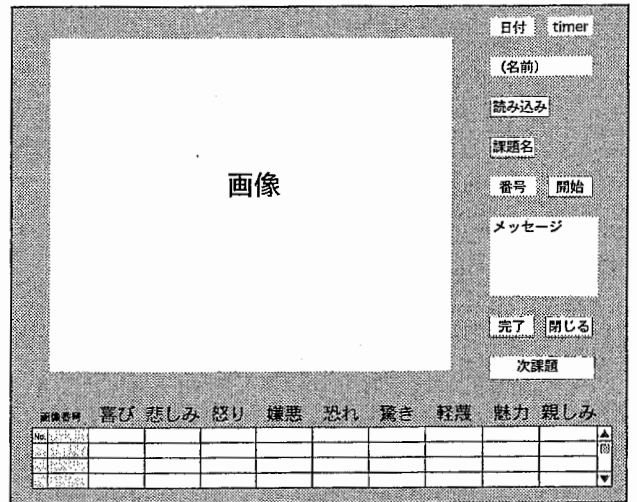 日付 timer
(名前)
読み込み
課題名
画像
番号 開始
メッセージ
完了 閉じる
次課題
画像番号 喜び 悲しみ 怒り 嫌悪 恐れ 驚き 軽蔑 魅力 親しみ
No.